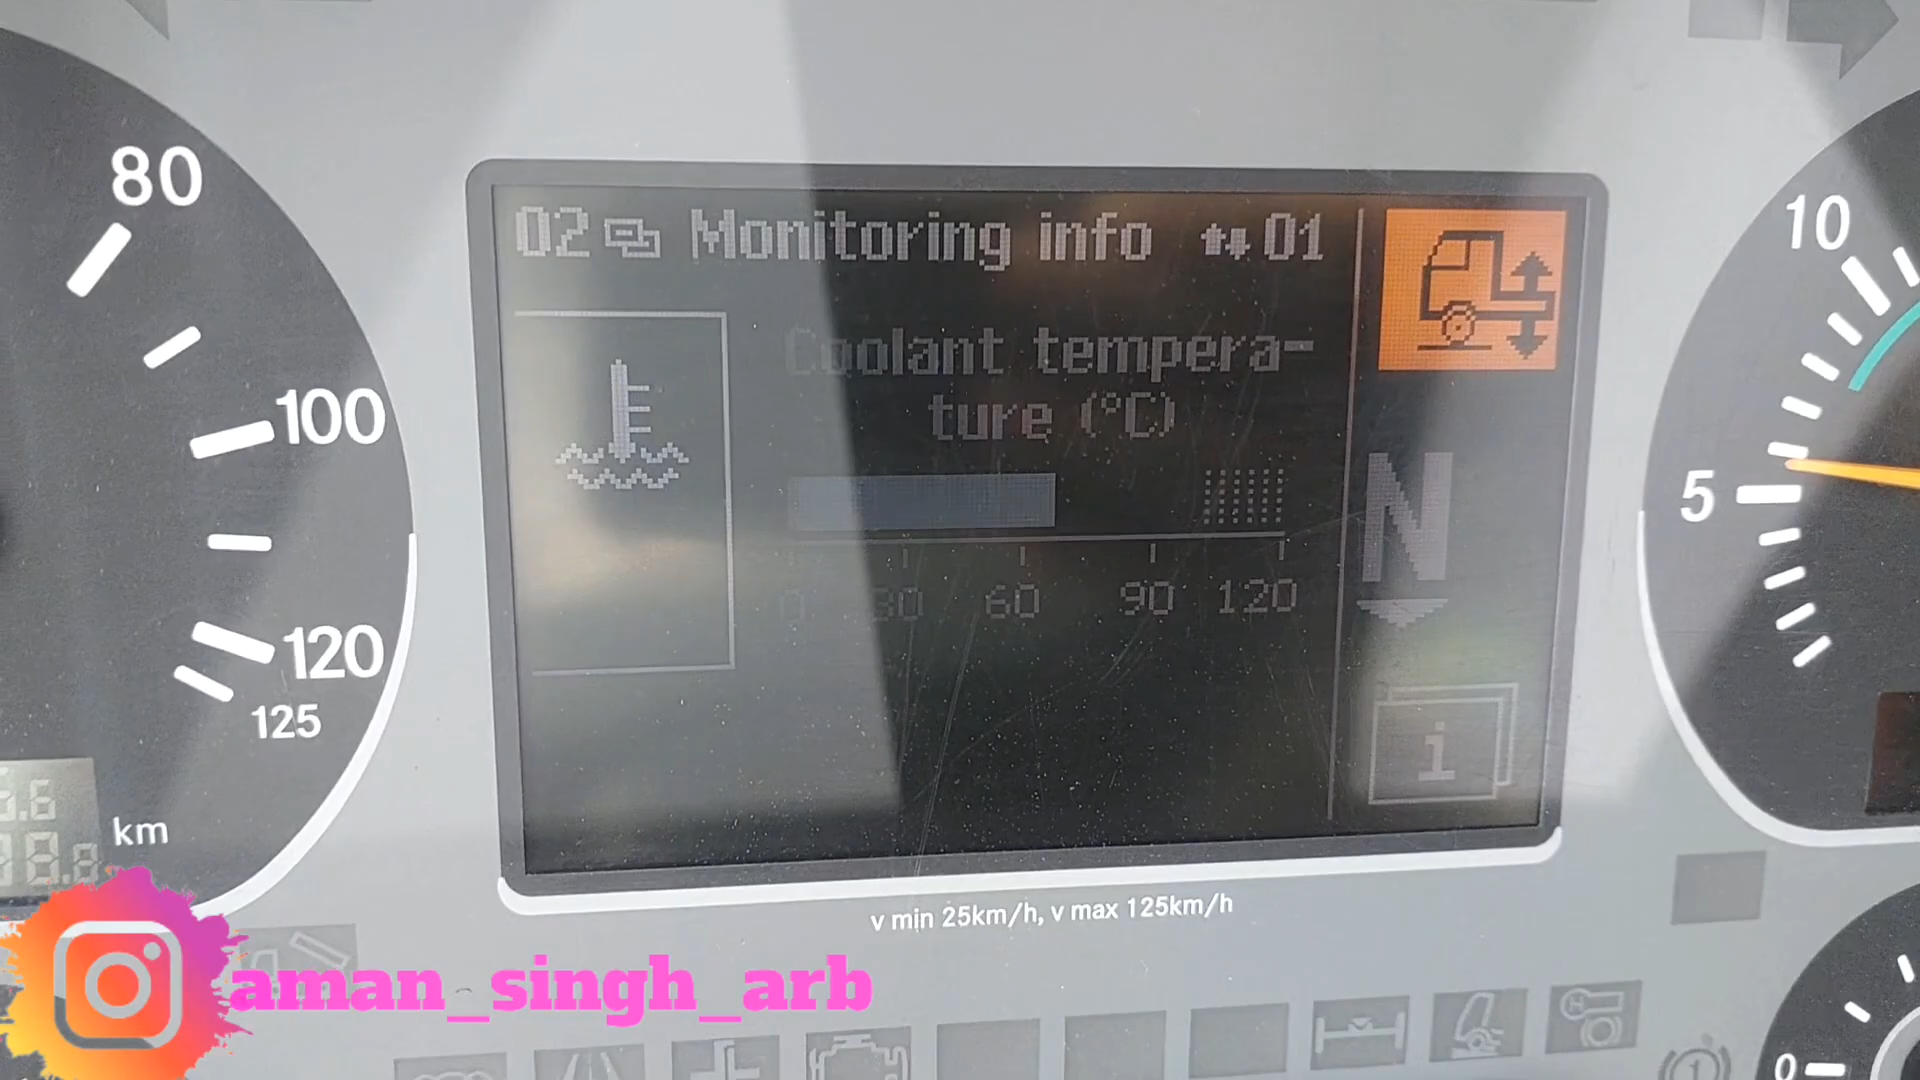 80
100
120
125
km
02 Monitoring info 01
Coolant tempera-
ture (°C)
0 30 60 90 120
N
i
v min 25km/h, v max 125km/h
10
5
0
aman_singh_arb